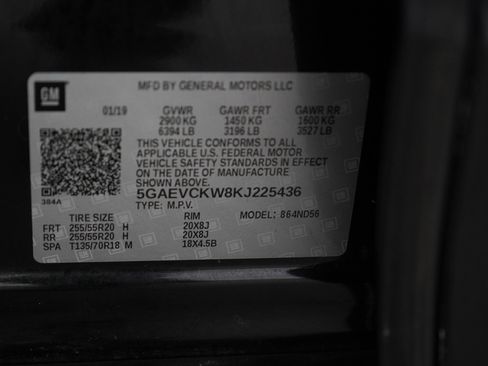 MFD BY GENERAL MOTORS LLC
GM
01/19 GVWR GAWR FRT GAWR RR
2900 KG 1450 KG 1600 KG
6394 LB 3196 LB 3527 LB
THIS VEHICLE CONFORMS TO ALL
APPLICABLE U.S. FEDERAL MOTOR
VEHICLE SAFETY STANDARDS IN EFFECT
ON THE DATE OF MANUFACTURE
SHOWN ABOVE.
384A
5GAEVCKW8KJ225436
TYPE: M.P.V.
MODEL: 864ND56
TIRE SIZE RIM
FRT 255/55R20 H 20X8J
RR 255/55R20 H 20X8J
SPA T135/70R18 M 18X4.5B